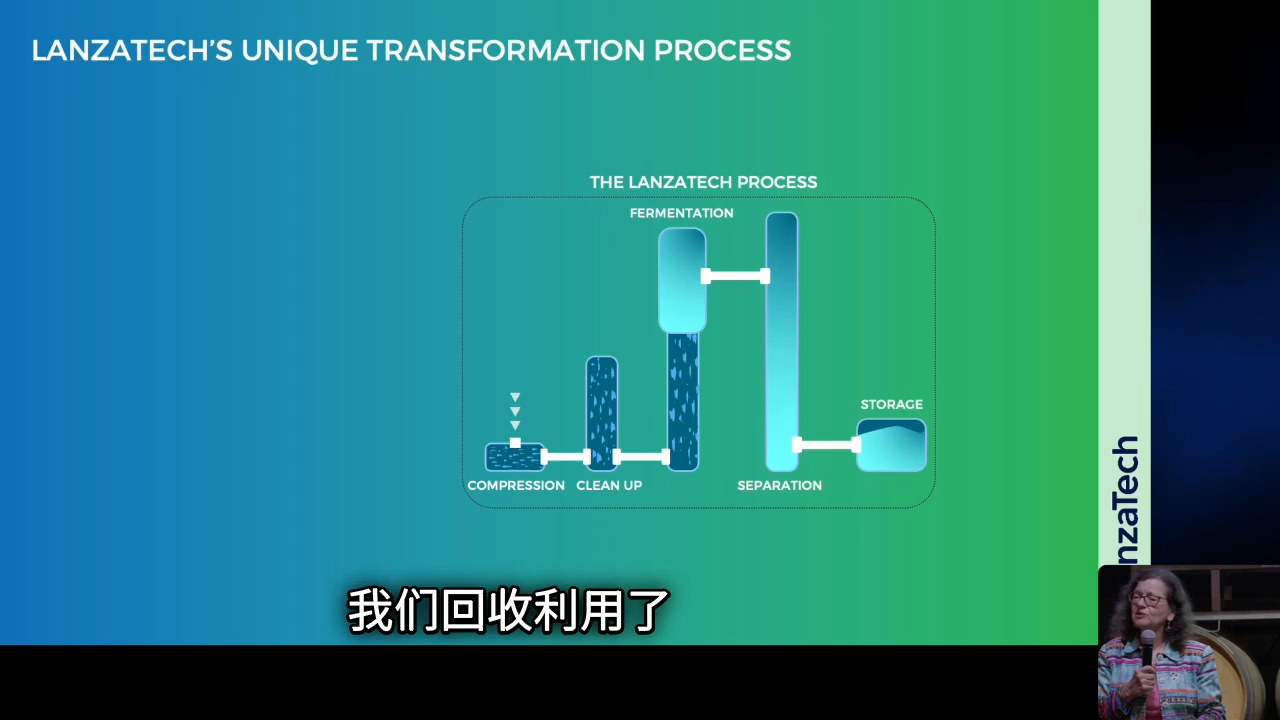 LANZATECH'S UNIQUE TRANSFORMATION PROCESS
THE LANZATECH PROCESS
FERMENTATION
STORAGE
COMPRESSION
CLEAN UP
SEPARATION
nzaTech
我们回收利用了